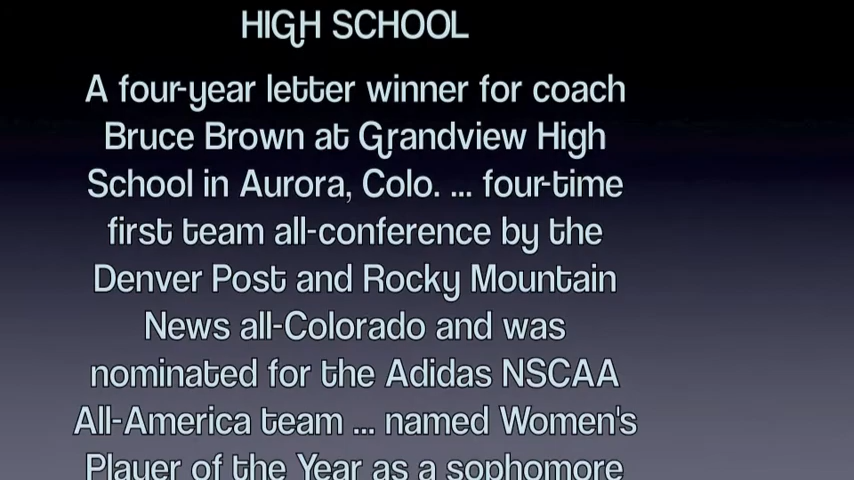 HIGH SCHOOL
A four-year letter winner for coach
Bruce Brown at Grandview High
School in Aurora, Colo. ... four-time
first team all-conference by the
Denver Post and Rocky Mountain
News all-Colorado and was
nominated for the Adidas NSCAA
All-America team ... named Women's
Player of the Year as a sophomore